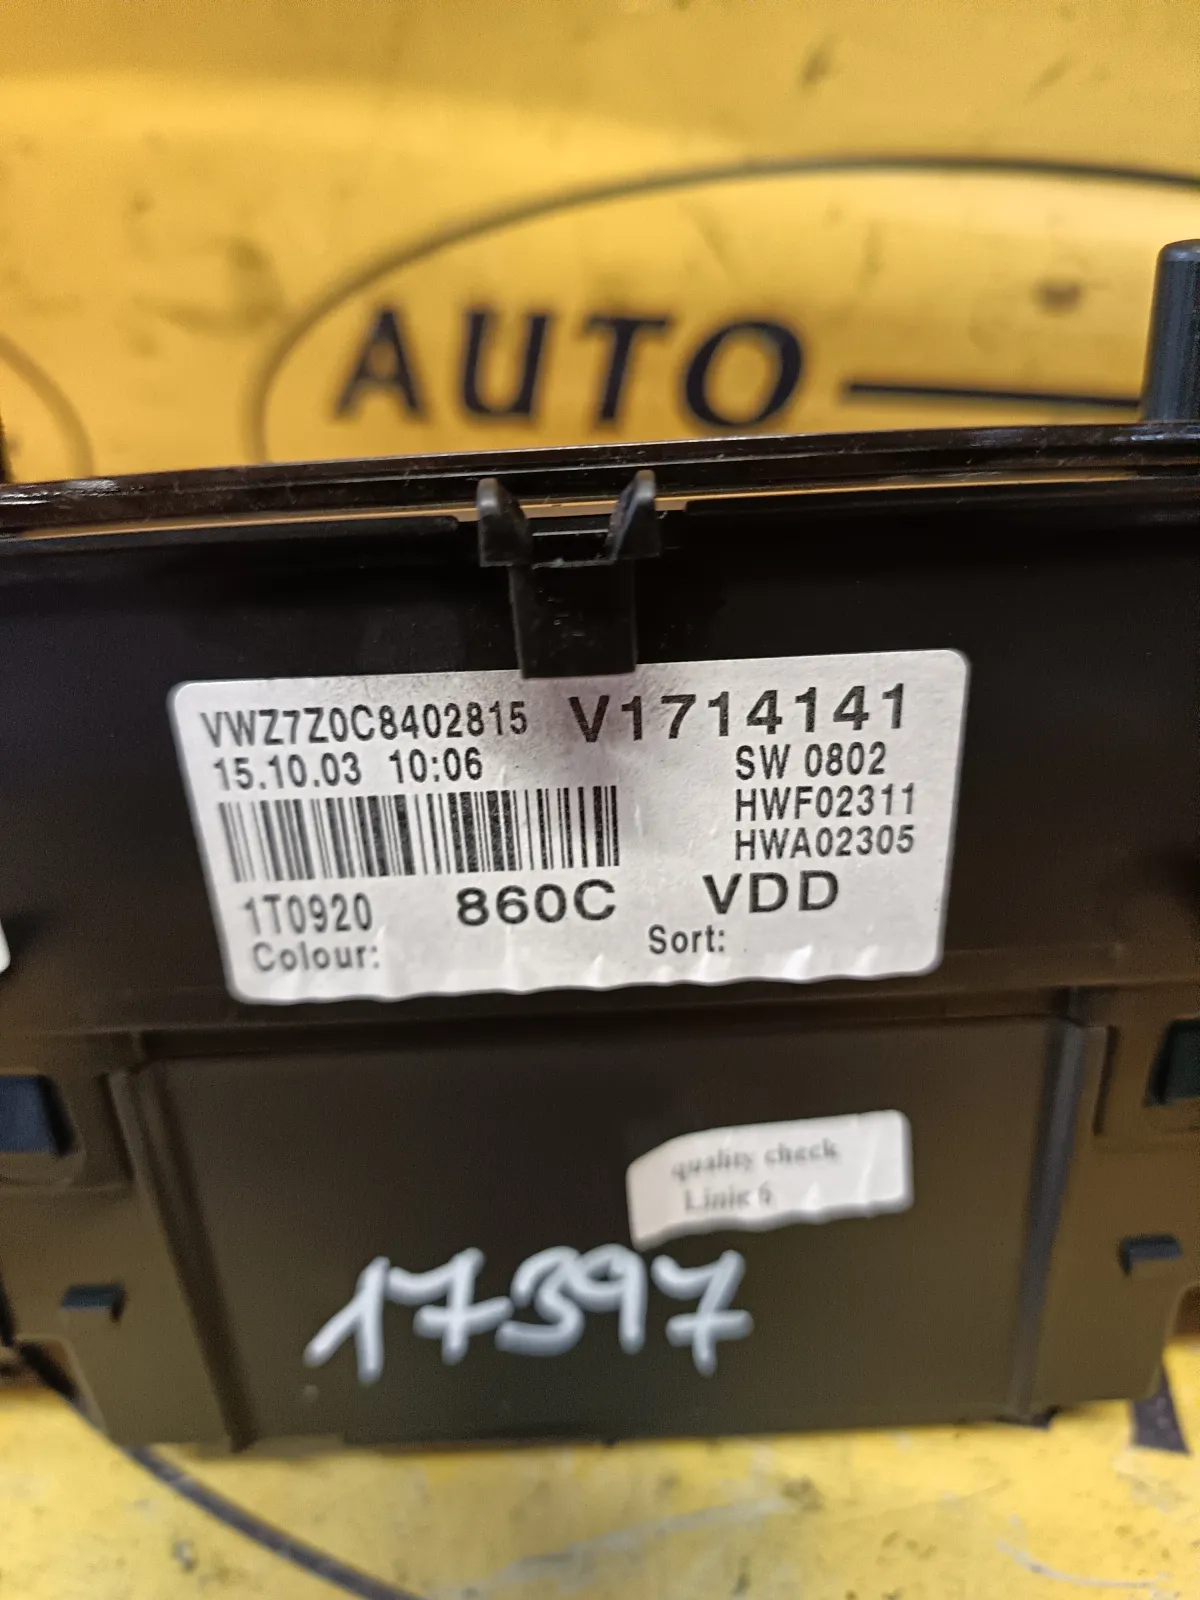 AUTO
VWZ7Z0C8402815 V1714141
15.10.03 10:06 SW 0802
HWF02311
HWA02305
1T0920 860C VDD
Colour: Sort:
quality check
Linie 6
17397